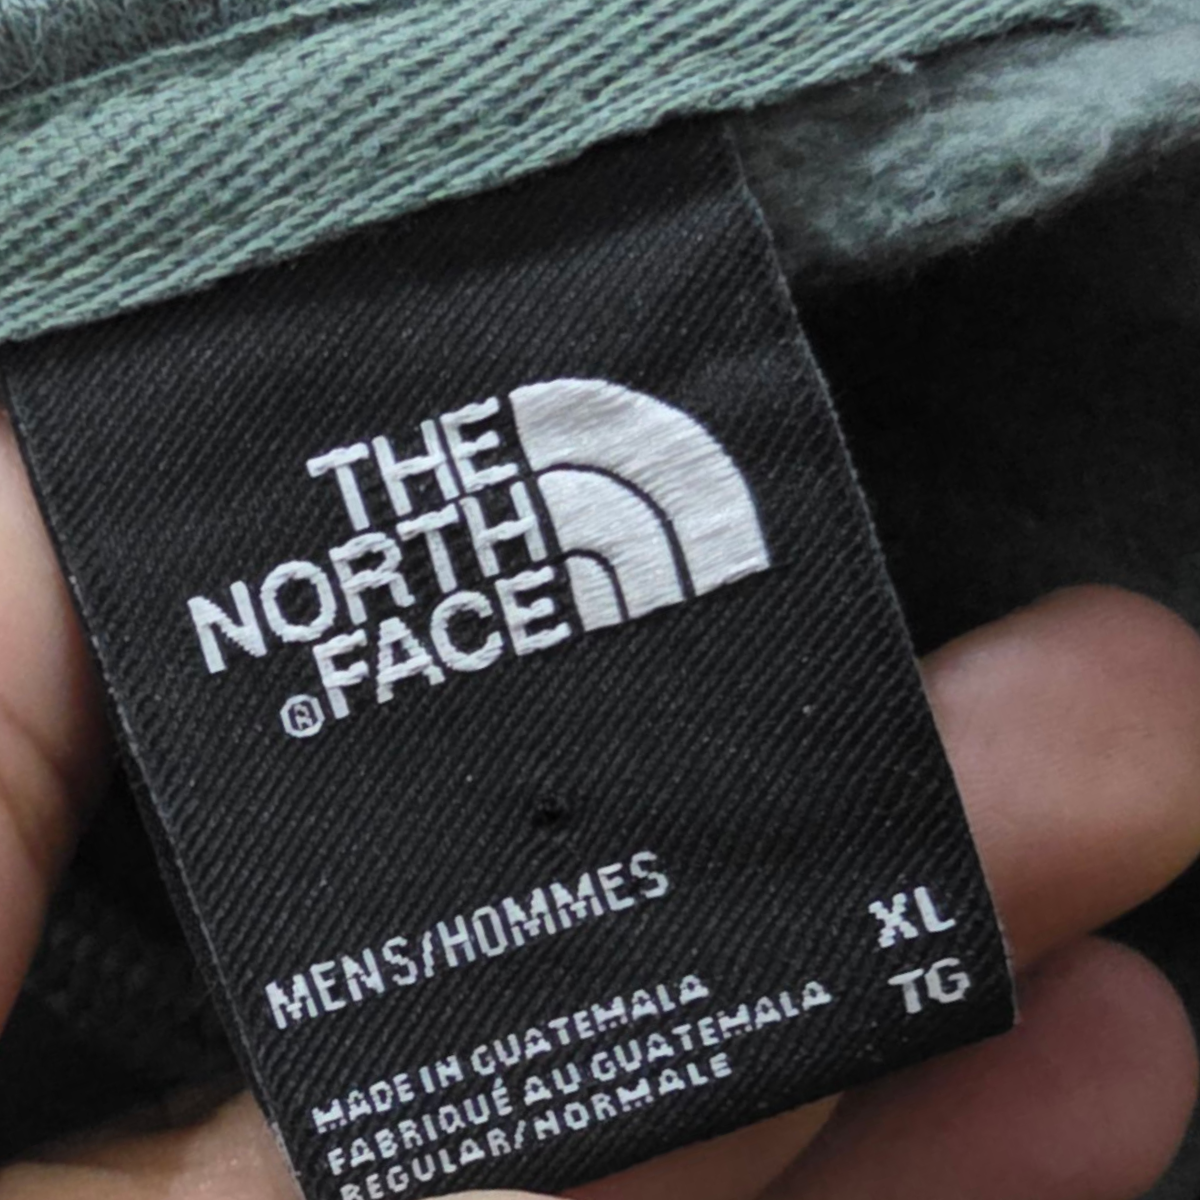 THE
NORTH
®FACE
MENS/HOMMES
XL
TG
MADE IN GUATEMALA
FABRIQUÉ AU GUATEMALA
REGULAR/NORMALE